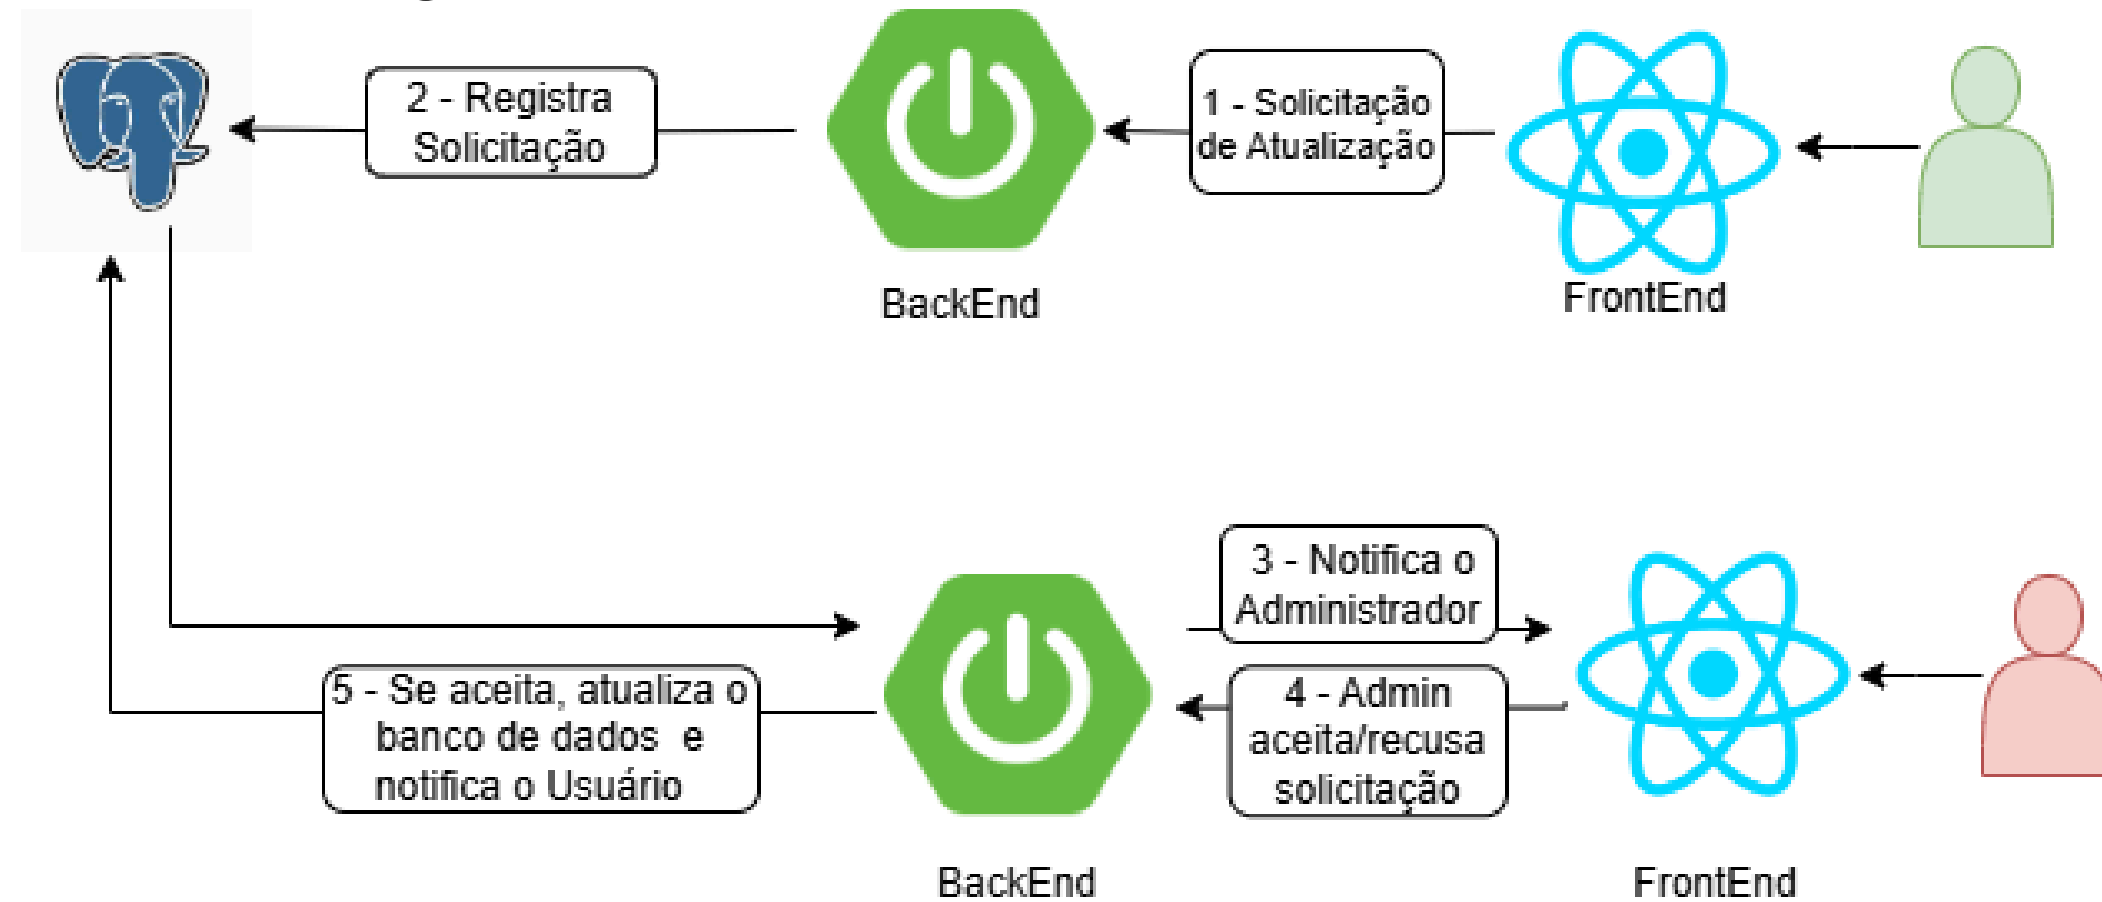 2 - Registra
Solicitação
1 - Solicitação
de Atualização
BackEnd
FrontEnd
3 - Notifica o
Administrador
5 - Se aceita, atualiza o
banco de dados e
notifica o Usuário
4 - Admin
aceita/recusa
solicitação
BackEnd
FrontEnd